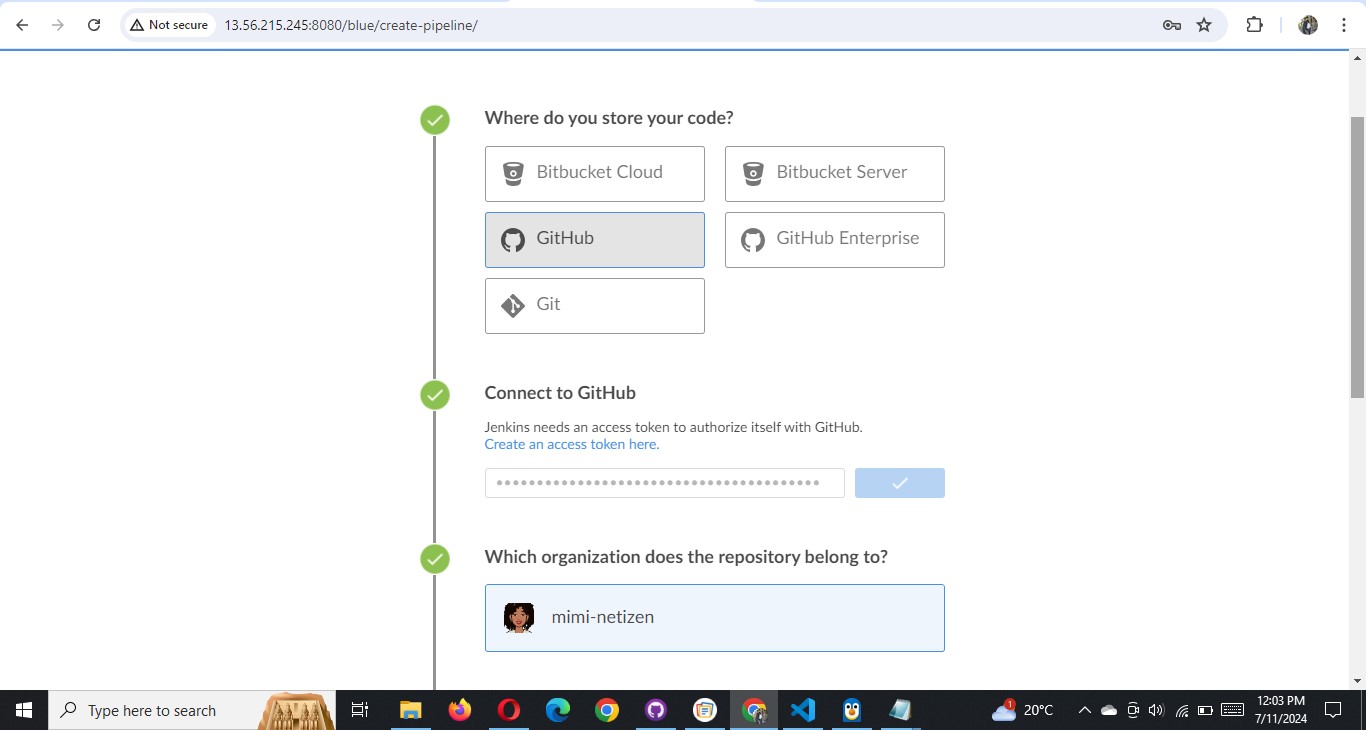 Not secure 13.56.215.245:8080/blue/create-pipeline/
Where do you store your code?
Bitbucket Cloud Bitbucket Server
GitHub GitHub Enterprise
Git
Connect to GitHub
Jenkins needs an access token to authorize itself with GitHub.
Create an access token here.
••••••••••••••••••••••••••••••••••••••••
Which organization does the repository belong to?
mimi-netizen
Type here to search 1 20°C 12:03 PM
7/11/2024